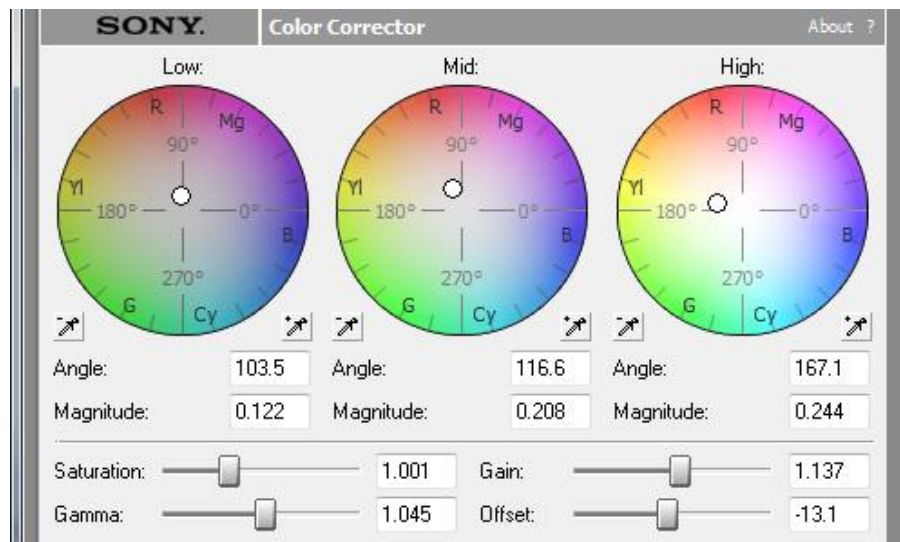 SONY. Color Corrector About ?
Low: Mid: High:
R Mg R Mg R Mg
90° 90° 90°
Yl Yl Yl
180° 0° 180° 0° 180° 0°
B B B
270° 270° 270°
G Cy G Cy G Cy
Angle: 103.5 Angle: 116.6 Angle: 167.1
Magnitude: 0.122 Magnitude: 0.208 Magnitude: 0.244
Saturation: 1.001 Gain: 1.137
Gamma: 1.045 Offset: -13.1